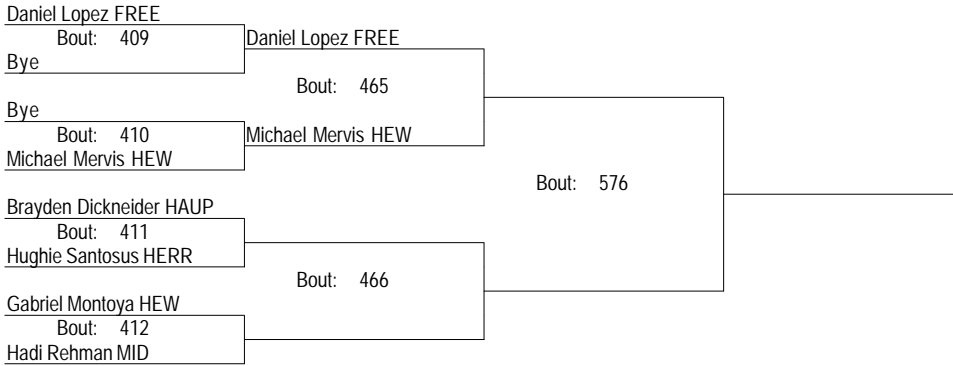 Daniel Lopez FREE
Bout: 409
Bye
Daniel Lopez FREE
Bout: 465
Bye
Bout: 410
Michael Mervis HEW
Michael Mervis HEW
Bout: 576
Brayden Dickneider HAUP
Bout: 411
Hughie Santosus HERR
Bout: 466
Gabriel Montoya HEW
Bout: 412
Hadi Rehman MID